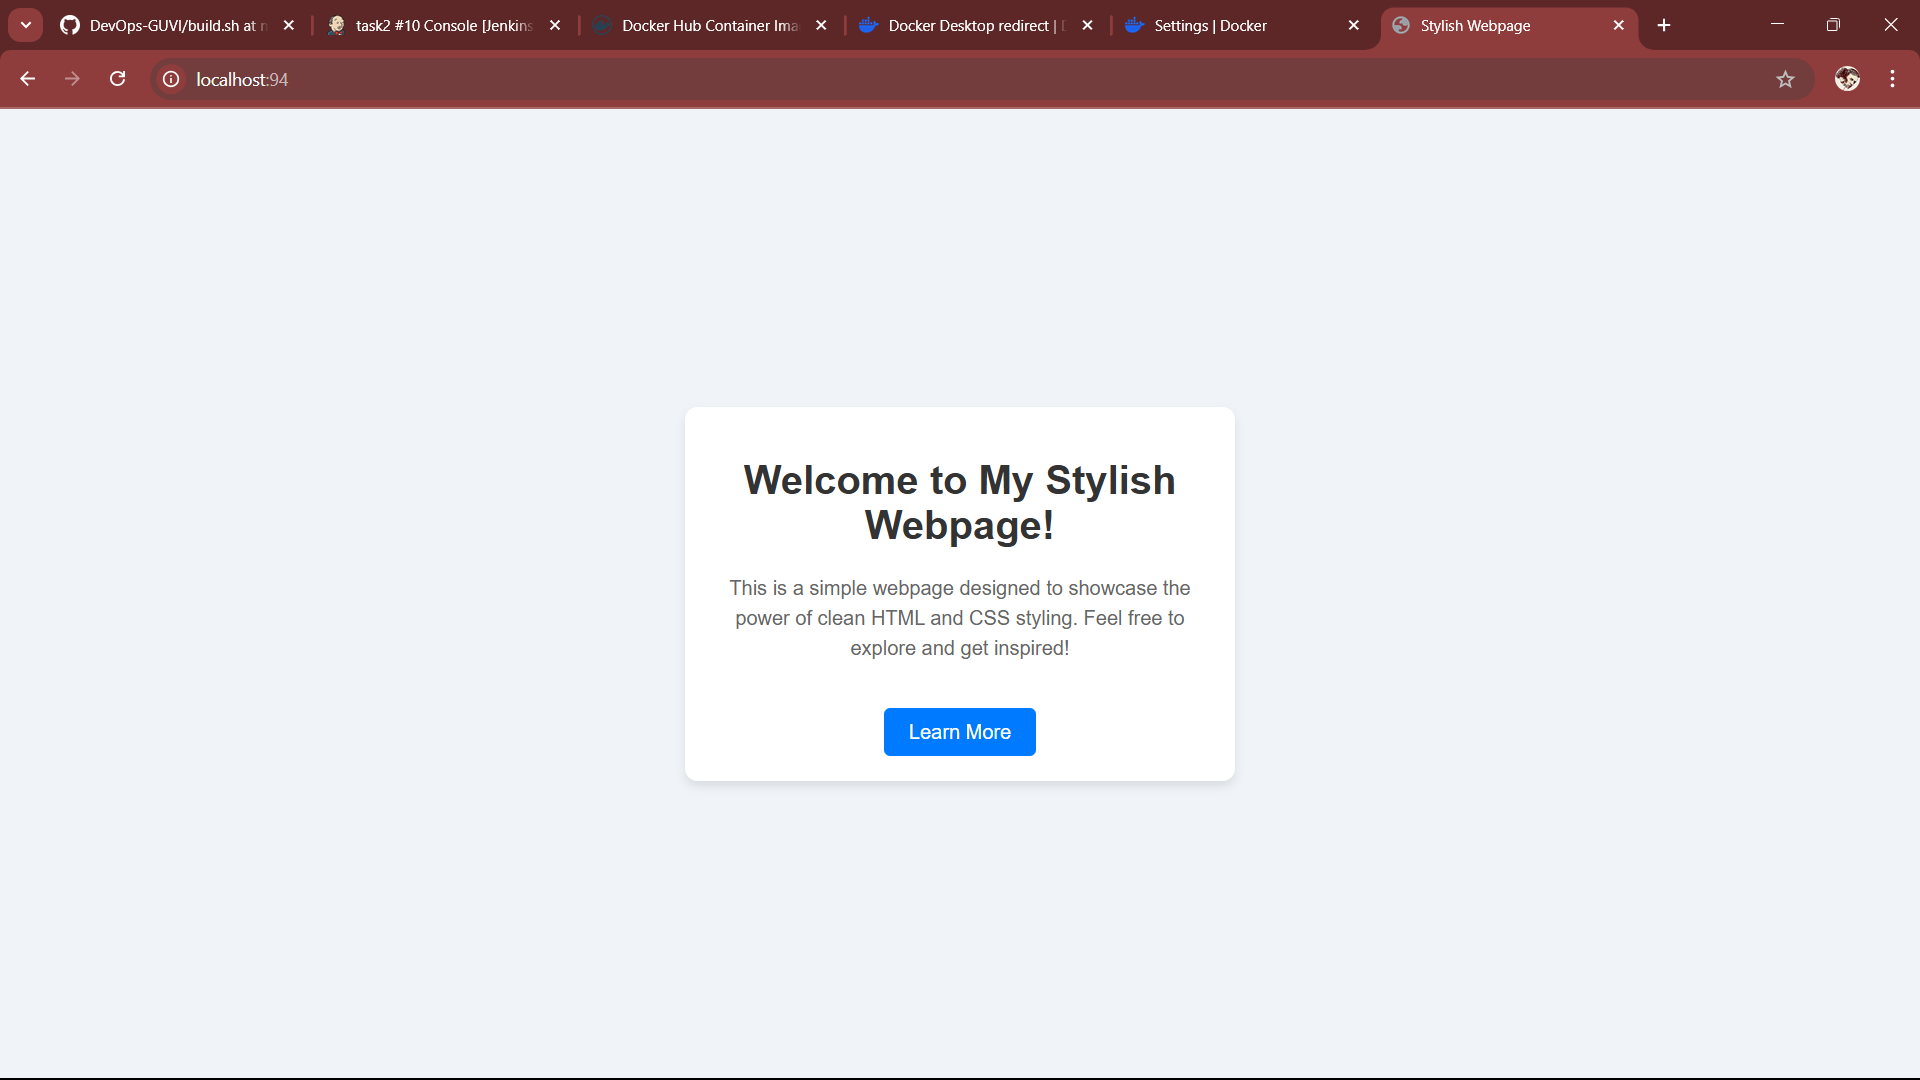 DevOps-GUVI/build.sh at
task2 #10 Console [Jenkins
Docker Hub Container Ima
Docker Desktop redirect |
Settings | Docker
Stylish Webpage
localhost:94
Welcome to My Stylish
Webpage!
This is a simple webpage designed to showcase the
power of clean HTML and CSS styling. Feel free to
explore and get inspired!
Learn More